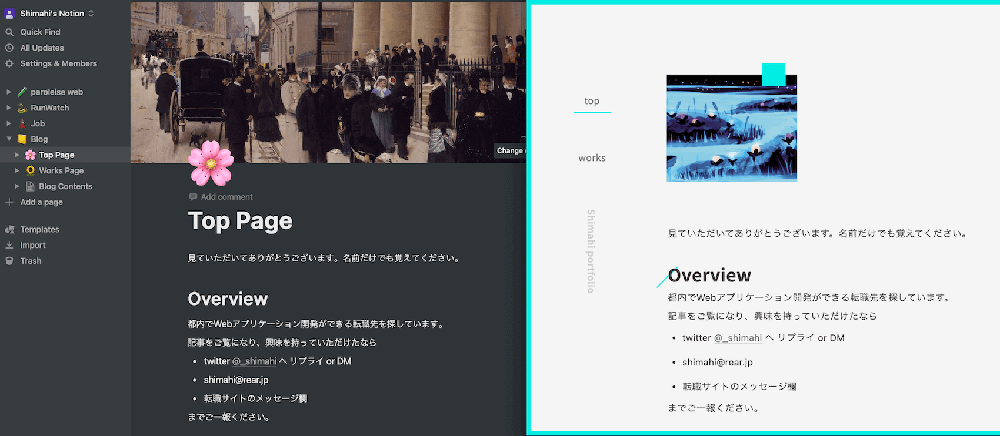 Shimahi's Notion
Quick Find
All Updates
Settings & Members
paraleisa web
RunWatch
Job
Blog
Top Page
Works Page
Blog Contents
Add a page
Templates
Import
Trash
Change
Add comment
Top Page
見ていただいてありがとうございます。名前だけでも覚えてください。
Overview
都内でWebアプリケーション開発ができる転職先を探しています。
記事をご覧になり、興味を持っていただけたなら
• twitter @_shimahi へ リプライ or DM
• shimahi@rear.jp
• 転職サイトのメッセージ欄
までご一報ください。
top
works
Shimahi portfolio
見ていただいてありがとうございます。名前だけでも覚えてください。
Overview
都内でWebアプリケーション開発ができる転職先を探しています。
記事をご覧になり、興味を持っていただけたなら
• twitter @_shimahi へ リプライ or DM
• shimahi@rear.jp
• 転職サイトのメッセージ欄
までご一報ください。